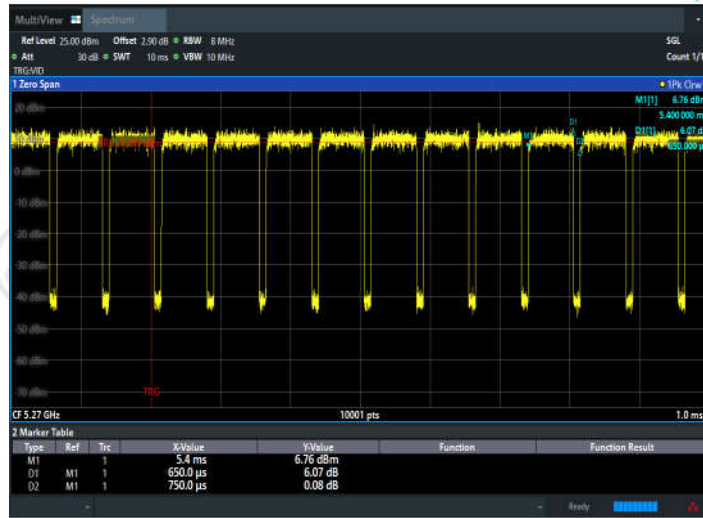 MultiView Spectrum
Ref Level 25.00 dBm Offset 2.90 dB RBW 8 MHz SGL
Att 30 dB SWT 10 ms VBW 10 MHz Count 1/1
TRG:VID
1 Zero Span 1Pk Clrw
M1[1] 6.76 dBm
20 dBm
5.400 000 m
D1
D1[1] 6.07 d
M1
D2
650.000 µ
0 dBm
-10 dBm
-20 dBm
-30 dBm
-40 dBm
-50 dBm
-60 dBm
-70 dBm
TRG
CF 5.27 GHz 10001 pts 1.0 ms
2 Marker Table
Type Ref Trc X-Value Y-Value Function Function Result
M1 1 5.4 ms 6.76 dBm
D1 M1 1 650.0 µs 6.07 dB
D2 M1 1 750.0 µs 0.08 dB
Ready